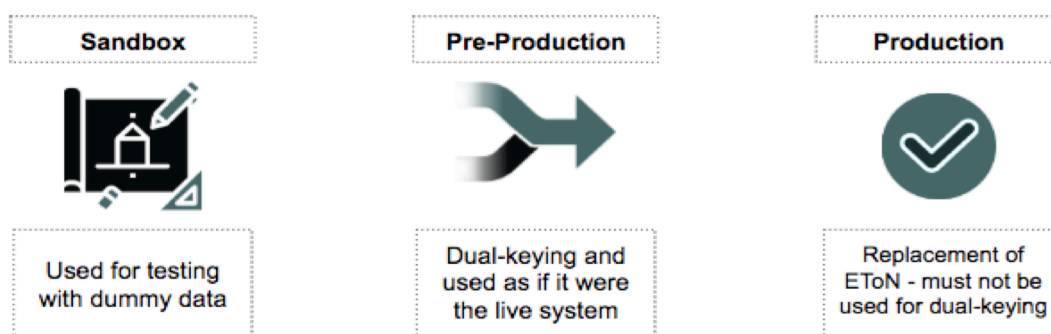 Sandbox
Pre-Production
Production
Used for testing
with dummy data
Dual-keying and
used as if it were
the live system
Replacement of
EToN - must not be
used for dual-keying